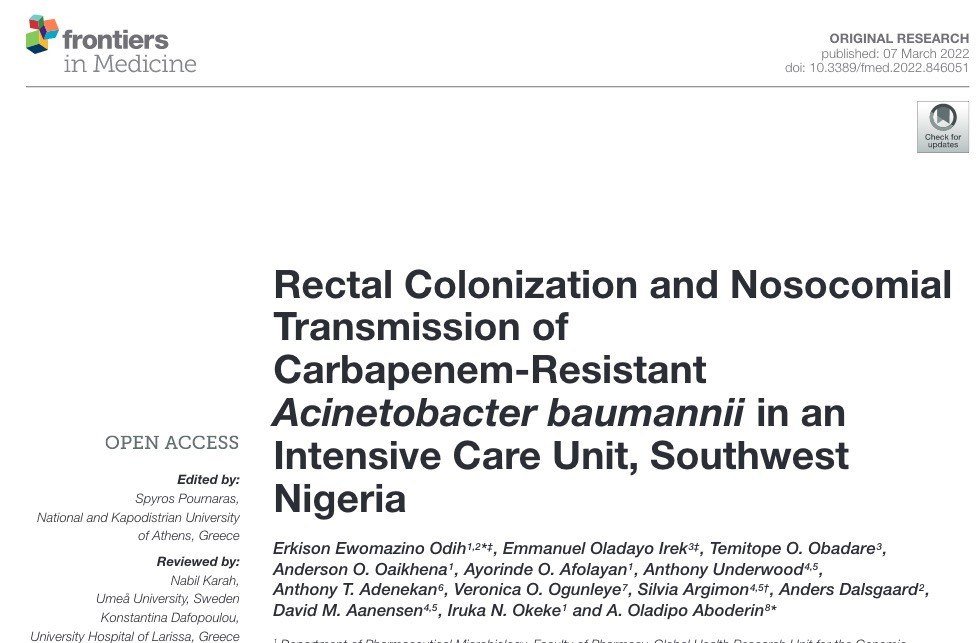 frontiers
in Medicine
ORIGINAL RESEARCH
published: 07 March 2022
doi: 10.3389/fmed.2022.846051
Check for
updates
Rectal Colonization and Nosocomial
Transmission of
Carbapenem-Resistant
Acinetobacter baumannii in an
Intensive Care Unit, Southwest
Nigeria
OPEN ACCESS
Edited by:
Spyros Pournaras,
National and Kapodistrian University
of Athens, Greece
Reviewed by:
Nabil Karah,
Umeå University, Sweden
Konstantina Dafopoulou,
University Hospital of Larissa, Greece
Erkison Ewomazino Odih1,2*‡, Emmanuel Oladayo Irek3‡, Temitope O. Obadare3,
Anderson O. Oaikhena1, Ayorinde O. Afolayan1, Anthony Underwood4,5,
Anthony T. Adenekan6, Veronica O. Ogunleye7, Silvia Argimon4,5†, Anders Dalsgaard2,
David M. Aanensen4,5, Iruka N. Okeke1 and A. Oladipo Aboderin8*
1 Department of Pharmaceutical Microbiology, Faculty of Pharmacy, Global Health Research Unit for the Genomic